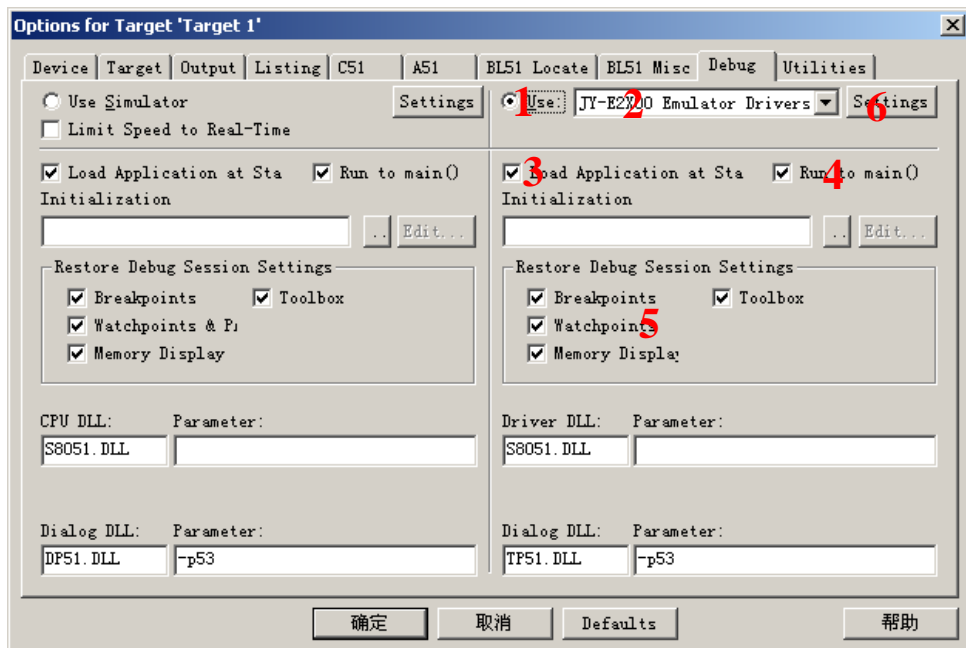 Options for Target 'Target 1'
Device Target Output Listing C51 A51 BL51 Locate BL51 Misc Debug Utilities
Use Simulator Settings 1 Use: JY-E2X00 Emulator Drivers 2 Settings 6
Limit Speed to Real-Time
Load Application at Sta Run to main() 3 Load Application at Sta 4 Run to main()
Initialization Initialization
.. Edit... .. Edit...
Restore Debug Session Settings Restore Debug Session Settings
Breakpoints Toolbox Breakpoints Toolbox
Watchpoints & Pa Watchpoints 5
Memory Display Memory Display
CPU DLL: Parameter: Driver DLL: Parameter:
S8051.DLL S8051.DLL
Dialog DLL: Parameter: Dialog DLL: Parameter:
DP51.DLL -p53 TP51.DLL -p53
确定 取消 Defaults 帮助